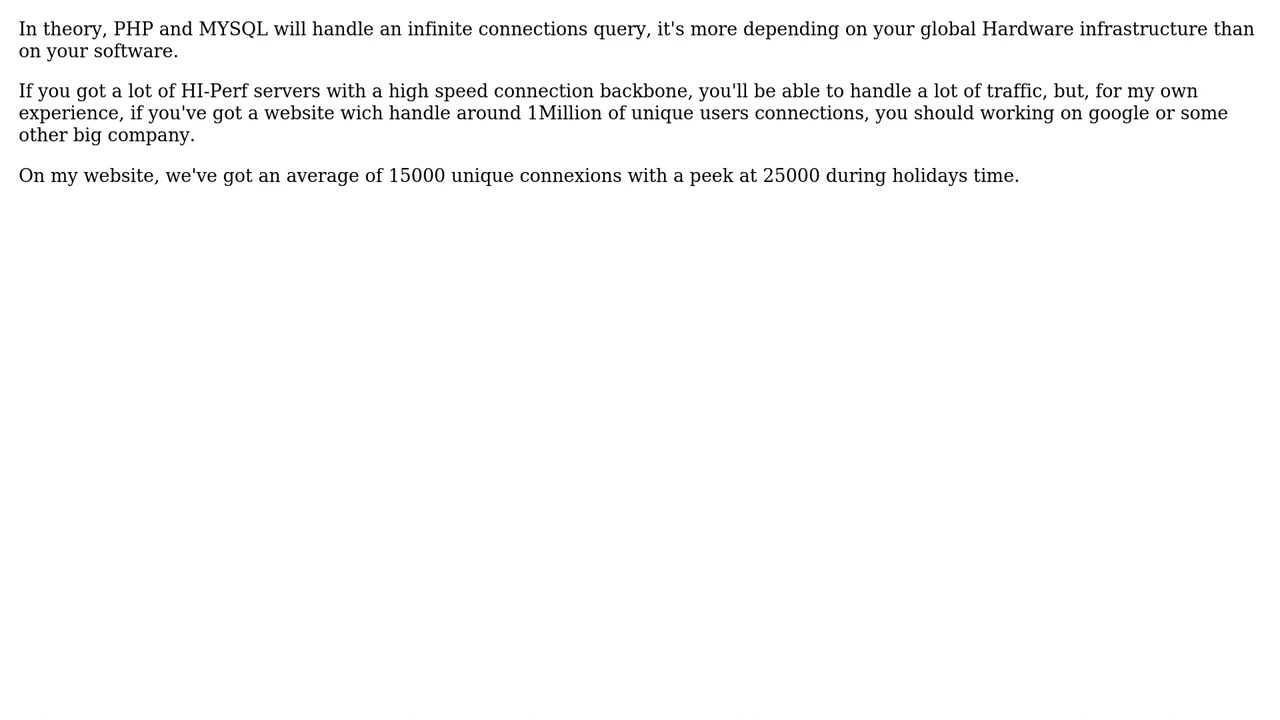 In theory, PHP and MYSQL will handle an infinite connections query, it's more depending on your global Hardware infrastructure than
on your software.
If you got a lot of HI-Perf servers with a high speed connection backbone, you'll be able to handle a lot of traffic, but, for my own
experience, if you've got a website wich handle around 1Million of unique users connections, you should working on google or some
other big company.
On my website, we've got an average of 15000 unique connexions with a peek at 25000 during holidays time.